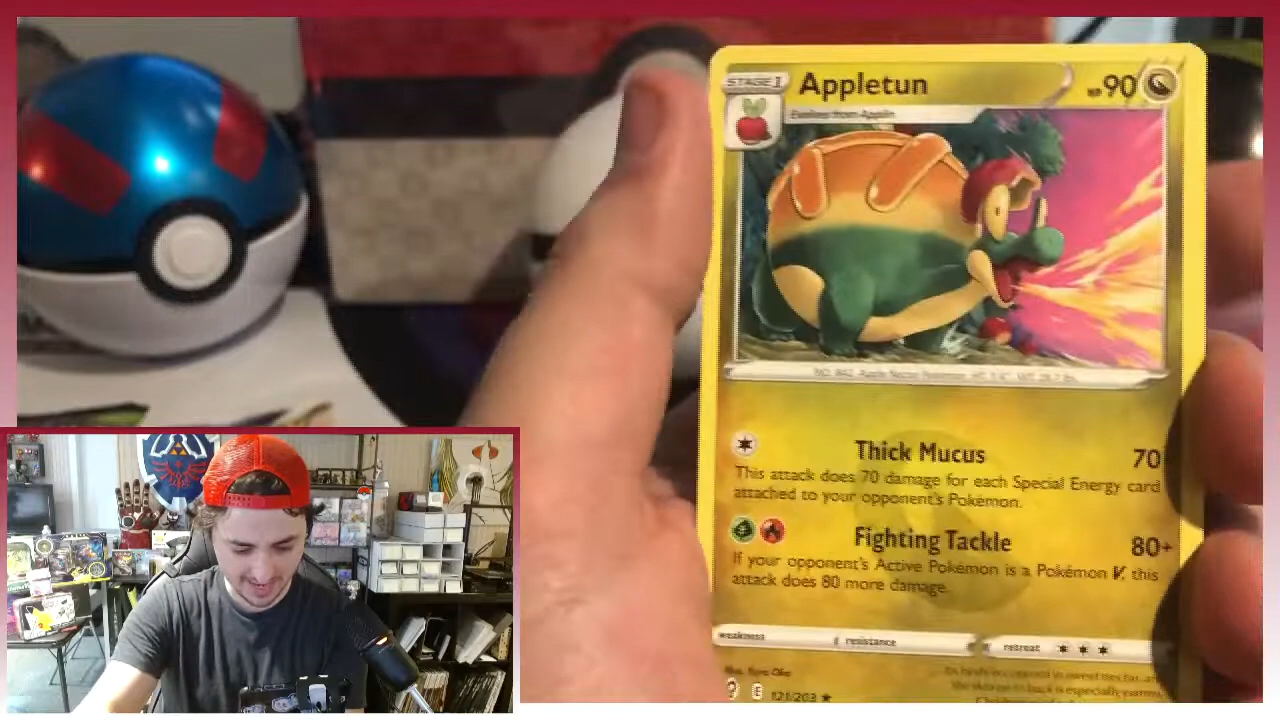 STAGE 1
Appletun
HP 90
Evolves from Applin
Thick Mucus 70
This attack does 70 damage for each Special Energy card
attached to your opponent's Pokémon.
Fighting Tackle 80+
If your opponent's Active Pokémon is a Pokémon V, this
attack does 80 more damage.
weakness resistance retreat
E 121/203 ★